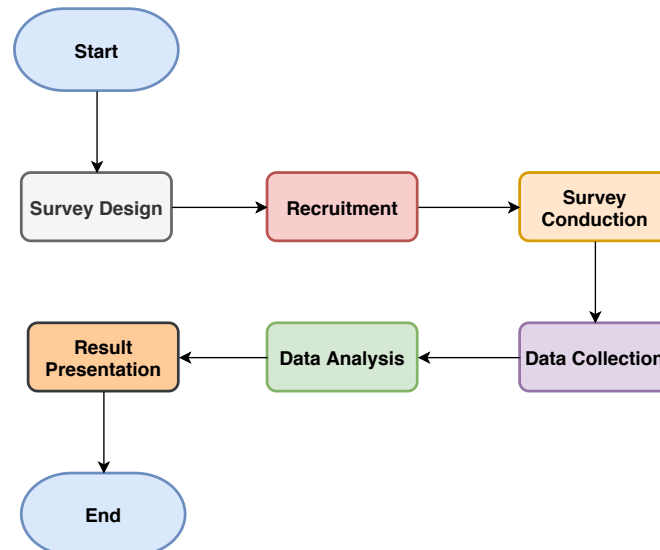 Start
Survey Design
Recruitment
Survey
Conduction
Data Collection
Data Analysis
Result
Presentation
End